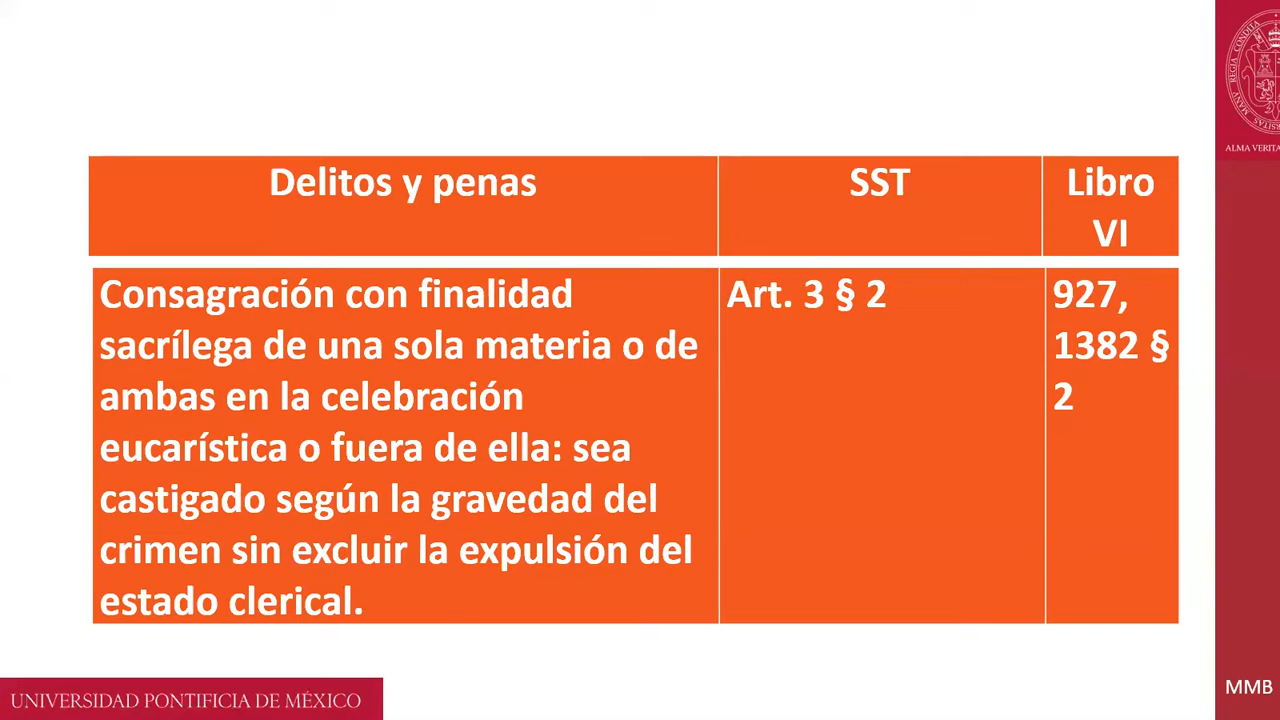 Delitos y penas
SST
Libro
VI
Consagración con finalidad
sacrílega de una sola materia o de
ambas en la celebración
eucarística o fuera de ella: sea
castigado según la gravedad del
crimen sin excluir la expulsión del
estado clerical.
Art. 3 § 2
927,
1382 §
2
ALMA VERITA
UNIVERSIDAD PONTIFICIA DE MÉXICO
MMB